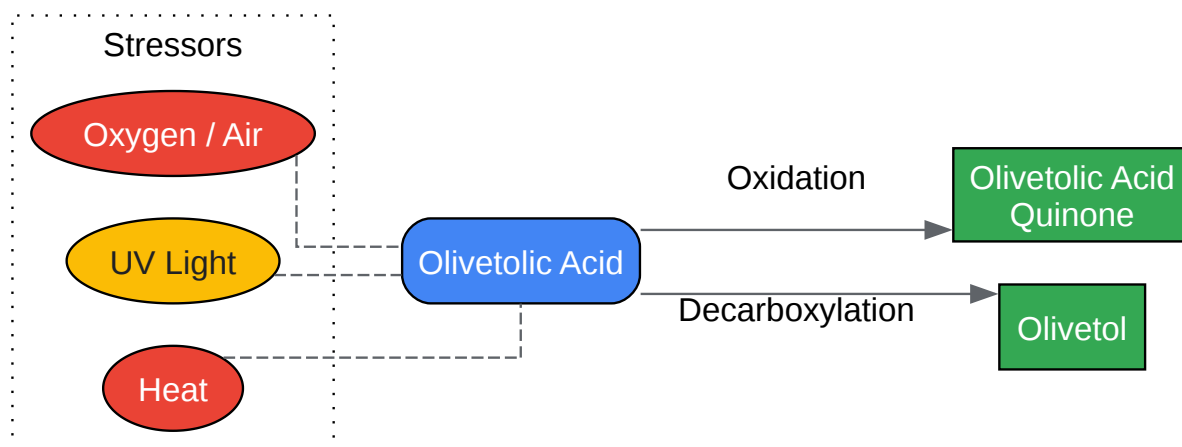 Stressors
Oxygen / Air
UV Light
Heat
Olivetolic Acid
Oxidation
Decarboxylation
Olivetolic Acid
Quinone
Olivetol